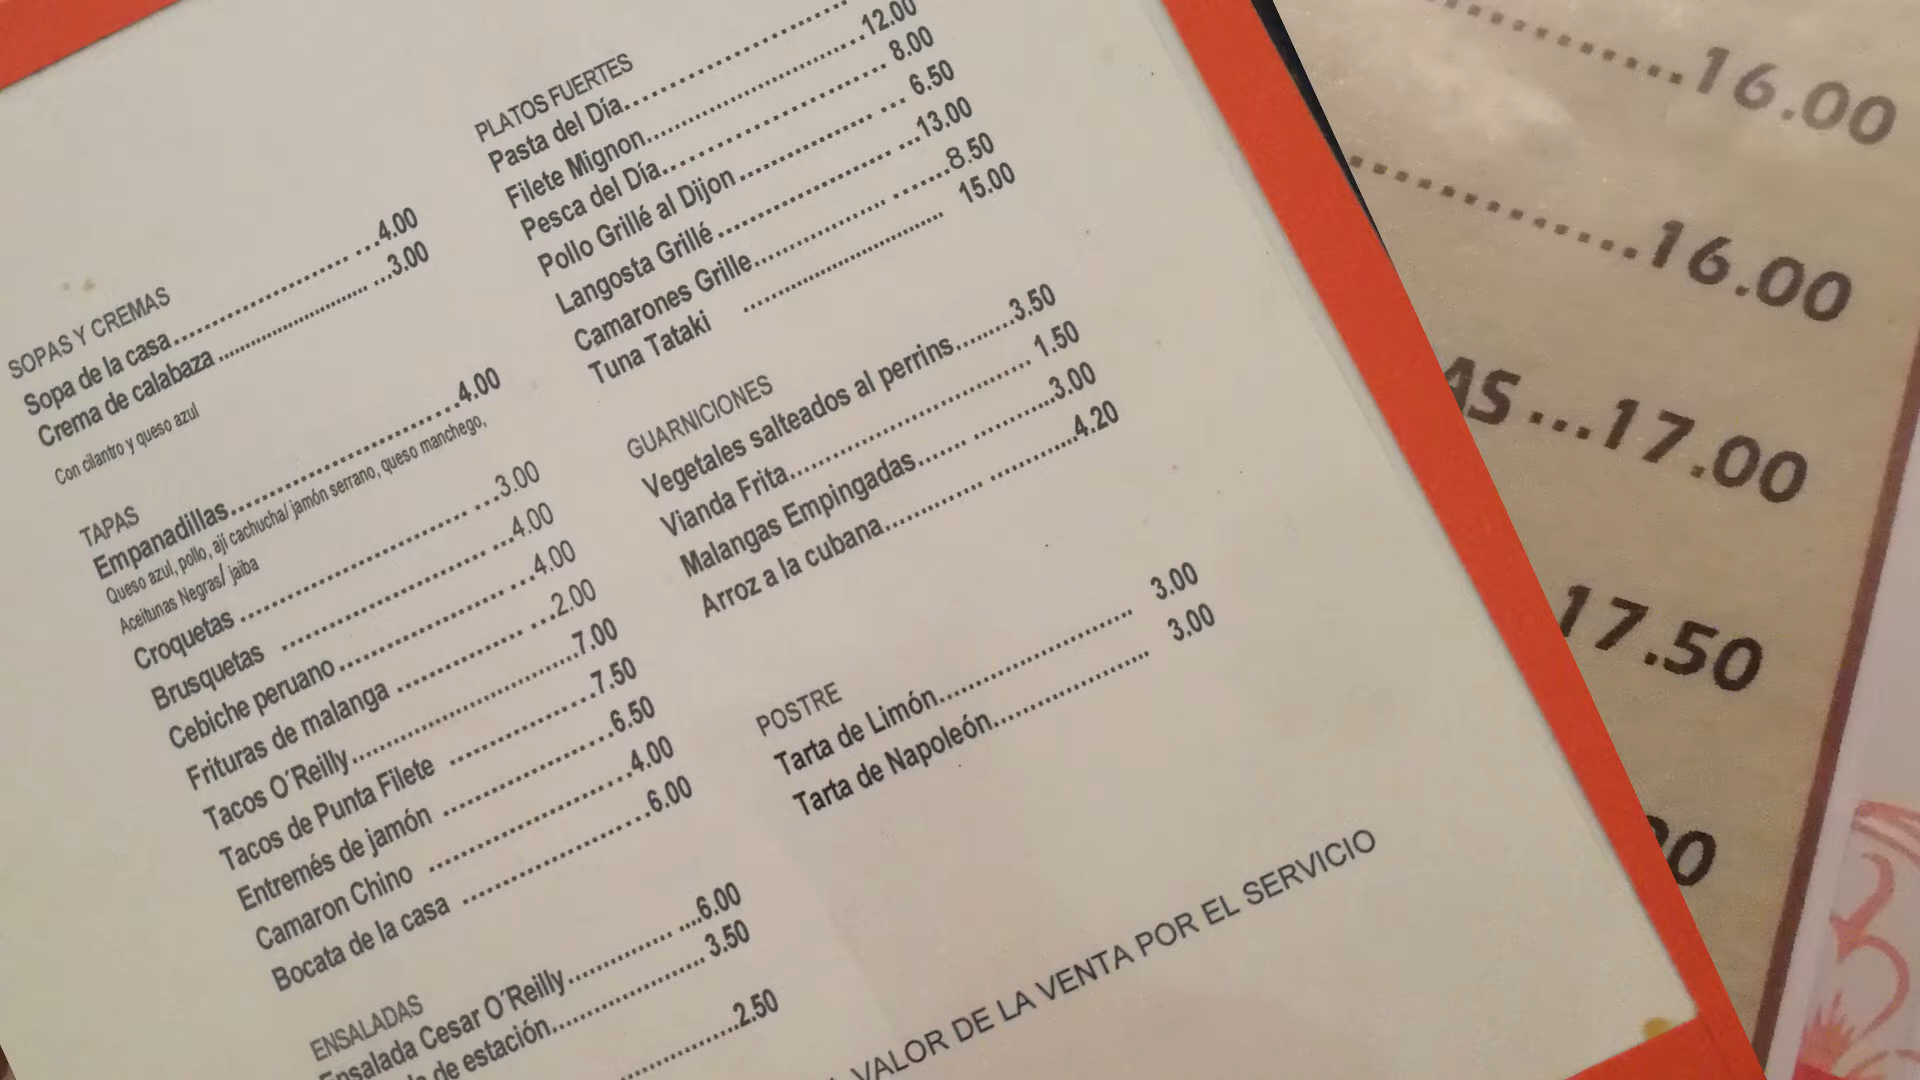 SOPAS Y CREMAS
Sopa de la casa........................4.00
Crema de calabaza ........................3.00
Con cilantro y queso azul
TAPAS
Empanadillas..............................4.00
Queso azul, pollo, ají cachucha/ jamón serrano, queso manchego,
Aceitunas Negras/ jaiba
Croquetas ..............................3.00
Brusquetas ..............................4.00
Cebiche peruano..............................4.00
Frituras de malanga ....................2.00
Tacos O´Reilly..............................7.00
Tacos de Punta Filete ....................7.50
Entremés de jamón ....................6.50
Camaron Chino ..............................4.00
Bocata de la casa ....................6.00
ENSALADAS
Ensalada Cesar O´Reilly....................6.00
de estación....................3.50
....................2.50
PLATOS FUERTES
Pasta del Día..............................
Filete Mignon..............................12.00
Pesca del Día..............................8.00
Pollo Grillé al Dijon.................... 6.50
Langosta Grillé ....................13.00
Camarones Grille....................8.50
Tuna Tataki .................... 15.00
GUARNICIONES
Vegetales salteados al perrins.......3.50
Vianda Frita.............................. 1.50
Malangas Empingadas....................3.00
Arroz a la cubana....................4.20
POSTRE
Tarta de Limón.................... 3.00
Tarta de Napoleón.................... 3.00
VALOR DE LA VENTA POR EL SERVICIO
..........16.00
..........16.00
AS...17.00
17.50